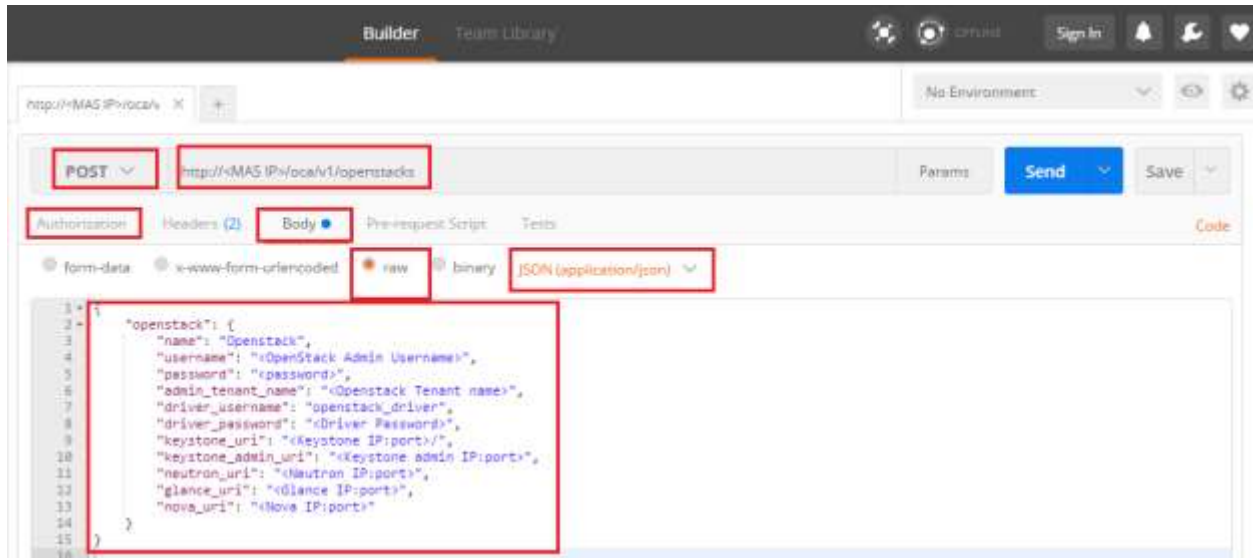 Builder Team Library
Sign In
http://<MAS IP>/oca/v
No Environment
POST http://<MAS IP>/oca/v1/openstacks Params Send Save
Authorization Headers (2) Body Pre-request Script Tests Code
form-data x-www-form-urlencoded raw binary JSON (application/json)
1 {
2 "openstack": {
3 "name": "Openstack",
4 "username": "<OpenStack Admin Username>",
5 "password": "<password>",
6 "admin_tenant_name": "<Openstack Tenant name>",
7 "driver_username": "openstack_driver",
8 "driver_password": "<Driver Password>",
9 "keystone_uri": "<Keystone IP:port>/",
10 "keystone_admin_uri": "<Keystone admin IP:port>",
11 "neutron_uri": "<Neutron IP:port>",
12 "glance_uri": "<Glance IP:port>",
13 "nova_uri": "<Nova IP:port>"
14 }
15 }
16